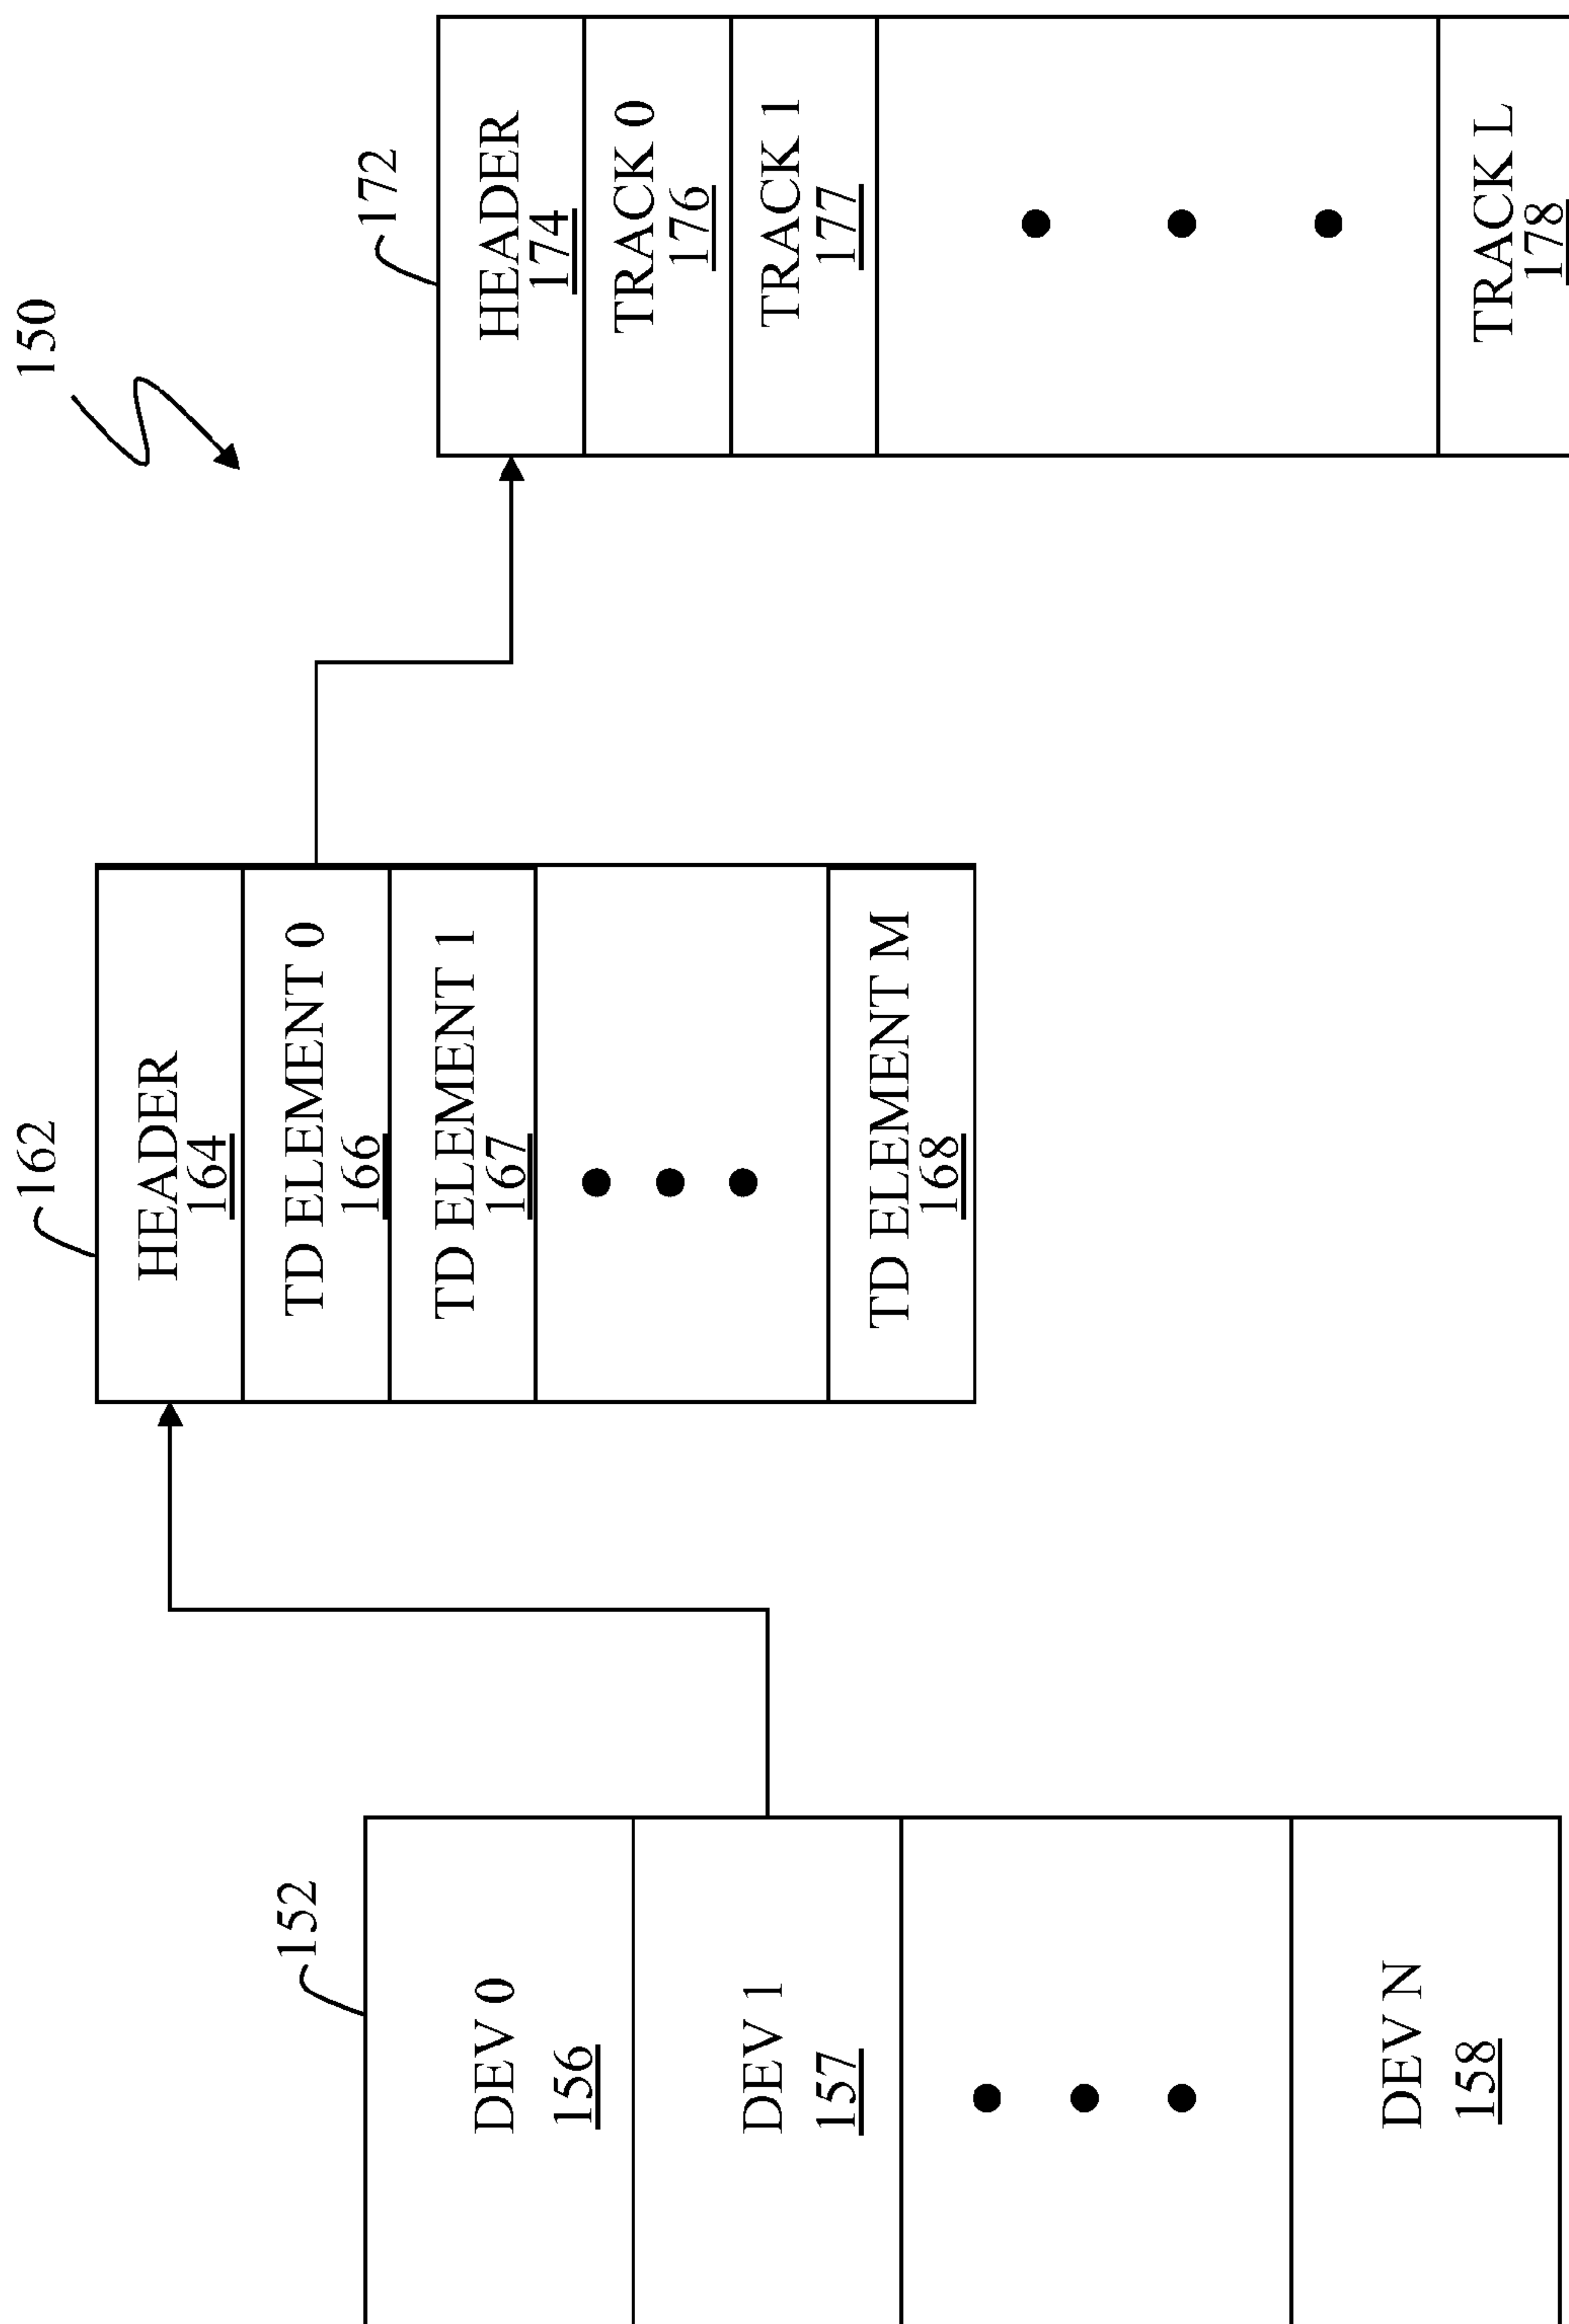 150
152
DEV 0
156
DEV 1
157
DEV N
158
162
HEADER
164
TD ELEMENT 0
166
TD ELEMENT 1
167
TD ELEMENT M
168
172
HEADER
174
TRACK 0
176
TRACK 1
177
TRACK L
178